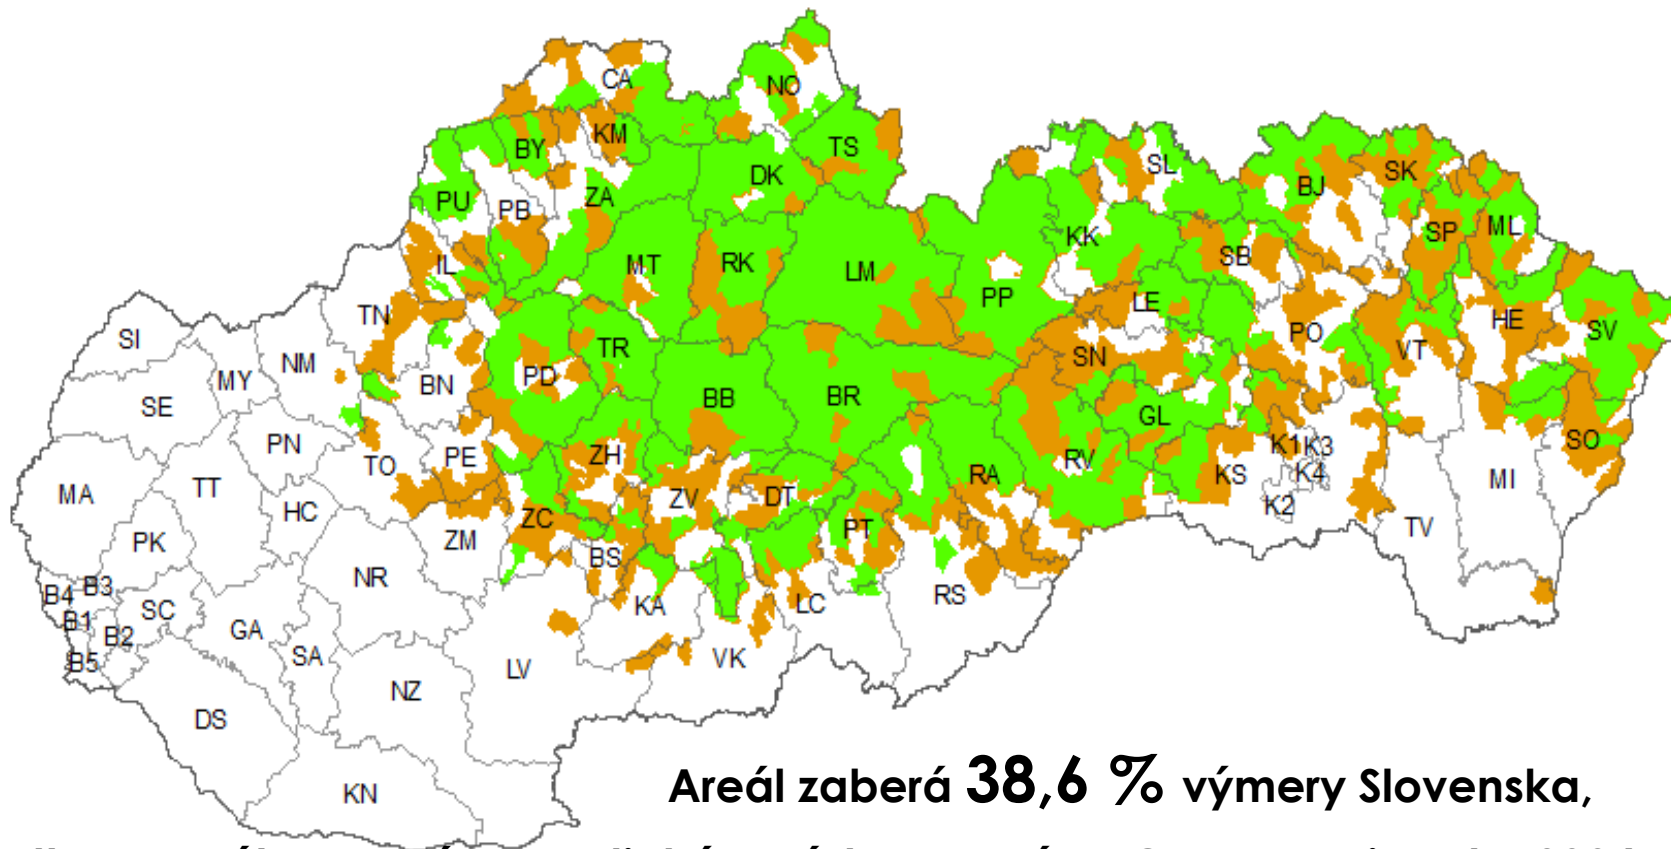 CA
NO
KM
BY
TS
DK
SL
SK
BJ
PU
PB
ZA
KK
SP
ML
IL
MT
RK
LM
SB
PP
LE
TN
HE
SV
SI
PO
NM
TR
SN
VT
MY
BN
PD
SE
BB
BR
GL
PN
K1
K3
SO
TO
PE
ZH
RV
KS
K4
MA
TT
RA
MI
ZV
DT
K2
HC
ZC
PT
TV
PK
ZM
BS
NR
B3
B4
SC
KA
LC
RS
B1
B2
GA
SA
VK
B5
LV
NZ
DS
KN
Areál zaberá 38,6 % výmery Slovenska,